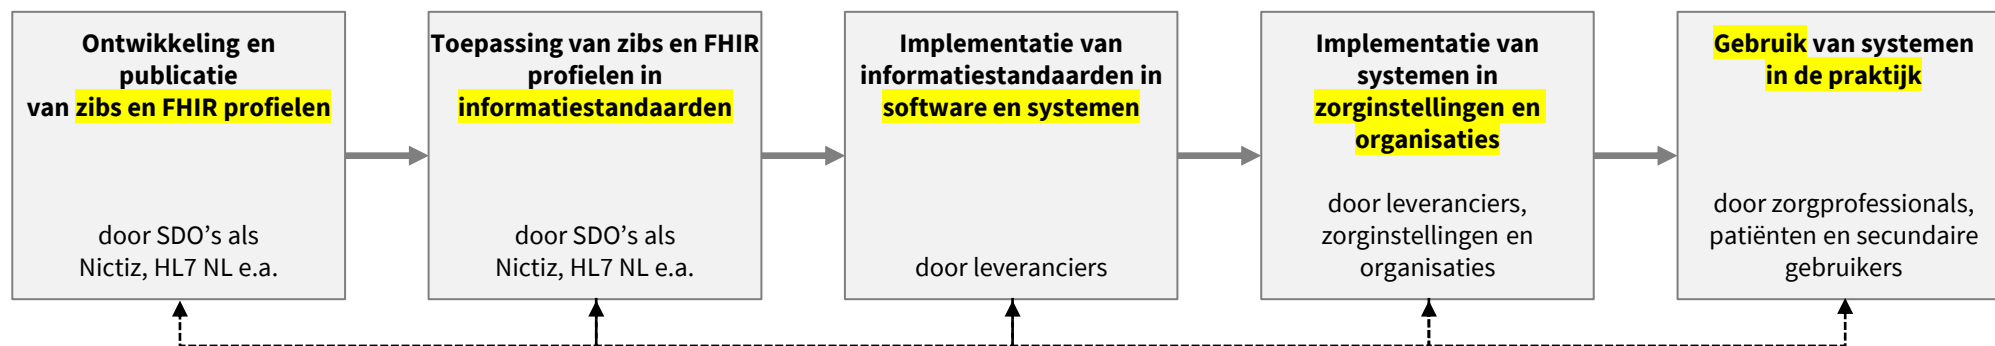 Ontwikkeling en
publicatie
van zibs en FHIR profielen
door SDO's als
Nictiz, HL7 NL e.a.
Toepassing van zibs en FHIR
profielen in
informatiestandaarden
door SDO's als
Nictiz, HL7 NL e.a.
Implementatie van
informatiestandaarden in
software en systemen
door leveranciers
Implementatie van
systemen in
zorginstellingen en
organisaties
door leveranciers,
zorginstellingen en
organisaties
Gebruik van systemen
in de praktijk
door zorgprofessionals,
patiënten en secundaire
gebruikers